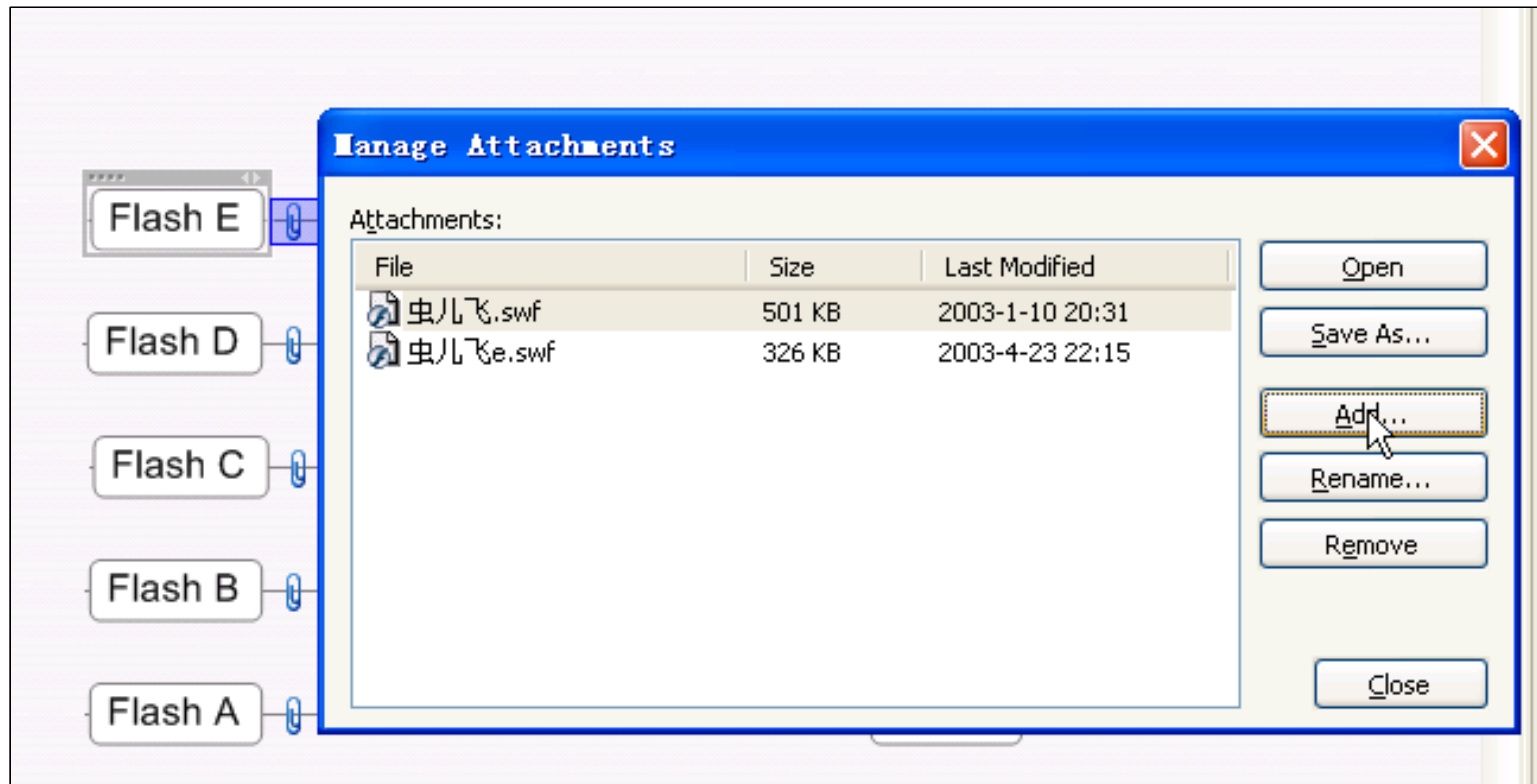 Manage Attachments
Flash E
Attachments:
File Size Last Modified
Open
虫儿飞.swf 501 KB 2003-1-10 20:31
Save As...
Flash D
虫儿飞e.swf 326 KB 2003-4-23 22:15
Add...
Flash C
Rename...
Remove
Flash B
Close
Flash A